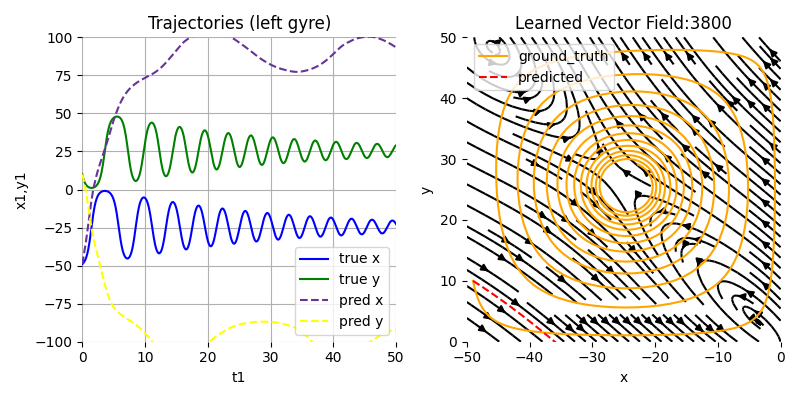 Trajectories (left gyre)
x1,y1
100
75
50
25
0
−25
−50
−75
−100
true x
true y
pred x
pred y
0 10 20 30 40 50
t1
Learned Vector Field:3800
y
50
40
30
20
10
0
ground_truth
predicted
−50 −40 −30 −20 −10 0
x